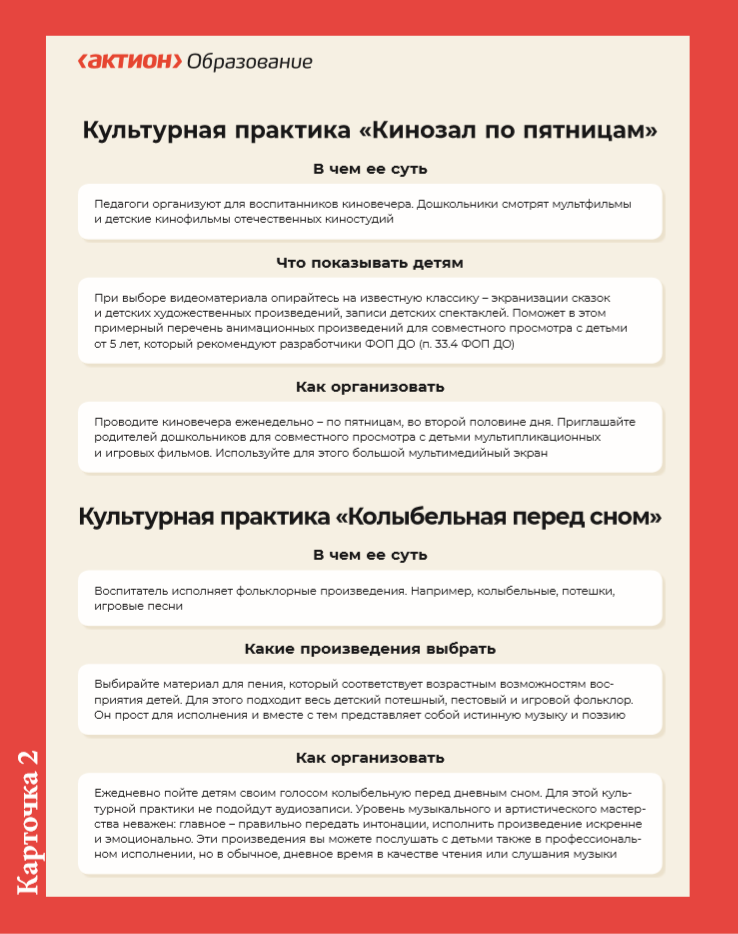 ‹актион› Образование
Культурная практика «Кинозал по пятницам»
В чем ее суть
Педагоги организуют для воспитанников киновечера. Дошкольники смотрят мультфильмы
и детские кинофильмы отечественных киностудий
Что показывать детям
При выборе видеоматериала опирайтесь на известную классику – экранизации сказок
и детских художественных произведений, записи детских спектаклей. Поможет в этом
примерный перечень анимационных произведений для совместного просмотра с детьми
от 5 лет, который рекомендуют разработчики ФОП ДО (п. 33.4 ФОП ДО)
Как организовать
Проводите киновечера еженедельно – по пятницам, во второй половине дня. Приглашайте
родителей дошкольников для совместного просмотра с детьми мультипликационных
и игровых фильмов. Используйте для этого большой мультимедийный экран
Культурная практика «Колыбельная перед сном»
В чем ее суть
Воспитатель исполняет фольклорные произведения. Например, колыбельные, потешки,
игровые песни
Какие произведения выбрать
Выбирайте материал для пения, который соответствует возрастным возможностям вос-
приятия детей. Для этого подходит весь детский потешный, пестовый и игровой фольклор.
Он прост для исполнения и вместе с тем представляет собой истинную музыку и поэзию
Как организовать
Ежедневно пойте детям своим голосом колыбельную перед дневным сном. Для этой куль-
турной практики не подойдут аудиозаписи. Уровень музыкального и артистического мастер-
ства неважен: главное – правильно передать интонации, исполнить произведение искренне
и эмоционально. Эти произведения вы можете послушать с детьми также в профессиональ-
ном исполнении, но в обычное, дневное время в качестве чтения или слушания музыки
Карточка 2